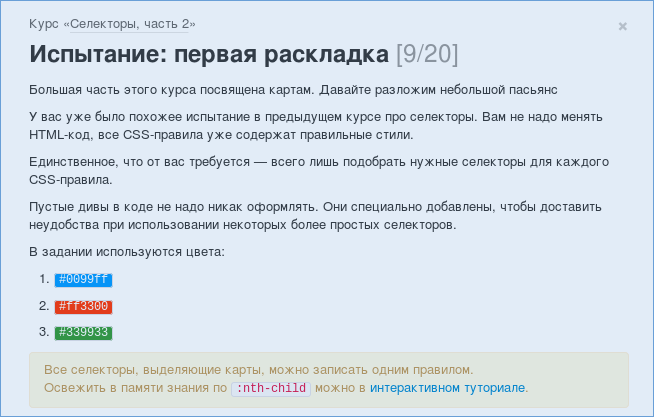 Курс «Селекторы, часть 2»
×
Испытание: первая раскладка [9/20]
Большая часть этого курса посвящена картам. Давайте разложим небольшой пасьянс
У вас уже было похожее испытание в предыдущем курсе про селекторы. Вам не надо менять
HTML-код, все CSS-правила уже содержат правильные стили.
Единственное, что от вас требуется — всего лишь подобрать нужные селекторы для каждого
CSS-правила.
Пустые дивы в коде не надо никак оформлять. Они специально добавлены, чтобы доставить
неудобства при использовании некоторых более простых селекторов.
В задании используются цвета:
1. #0099ff
2. #ff3300
3. #339933
Все селекторы, выделяющие карты, можно записать одним правилом.
Освежить в памяти знания по :nth-child можно в интерактивном туториале.